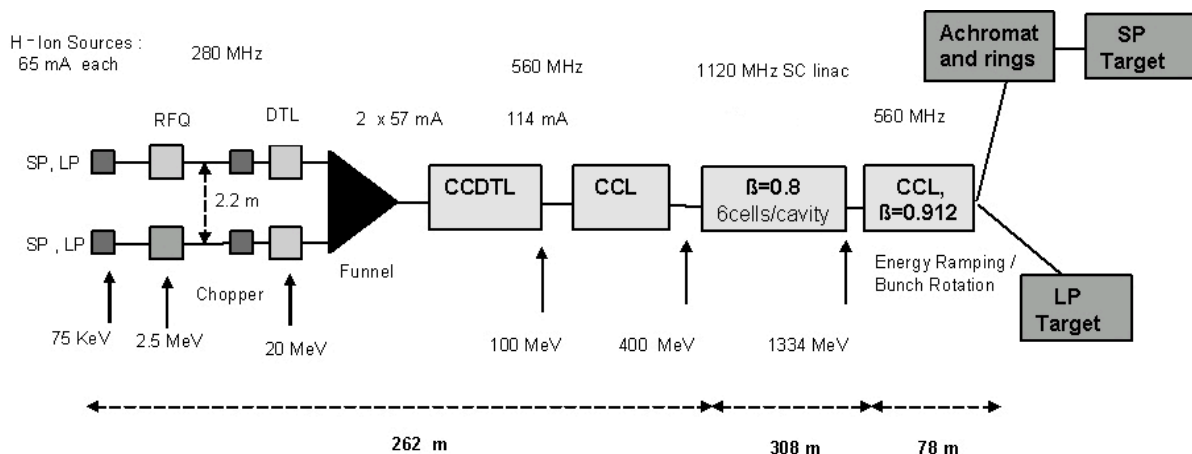 H⁻ Ion Sources :
65 mA each
280 MHz
560 MHz
1120 MHz SC linac
Achromat
and rings
SP
Target
RFQ
DTL
2 x 57 mA
114 mA
560 MHz
SP, LP
2.2 m
CCDTL
CCL
ß=0.8
6cells/cavity
CCL,
ß=0.912
SP , LP
Chopper
Funnel
Energy Ramping /
Bunch Rotation
LP
Target
75 KeV
2.5 MeV
20 MeV
100 MeV
400 MeV
1334 MeV
262 m
308 m
78 m